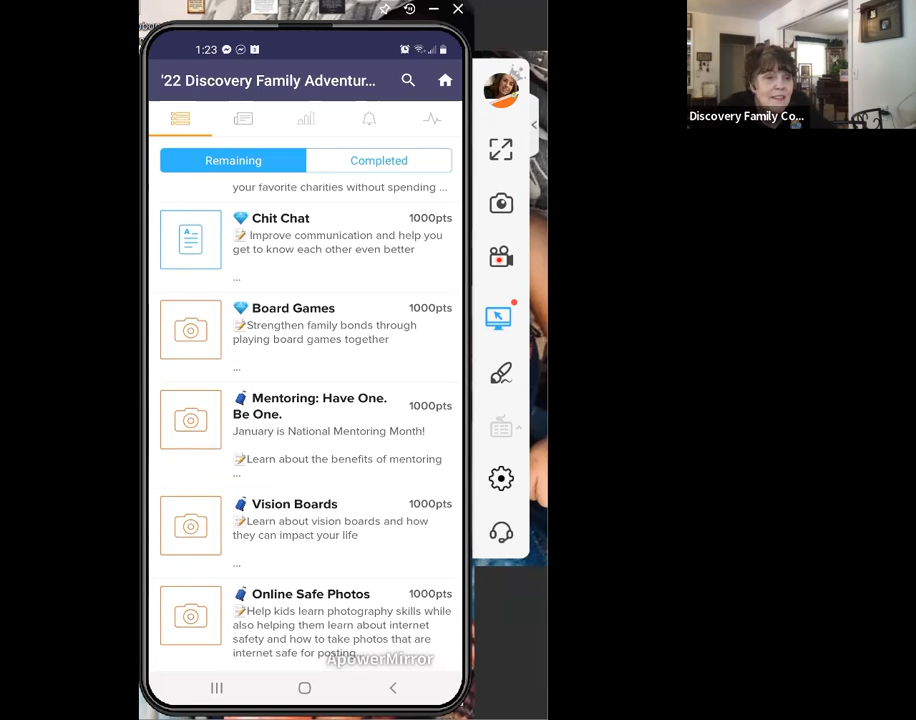 1:23
'22 Discovery Family Adventur...
Remaining
Completed
your favorite charities without spending ...
💎 Chit Chat
1000pts
📝 Improve communication and help you
get to know each other even better
...
💎 Board Games
1000pts
📝Strengthen family bonds through
playing board games together
...
🧳 Mentoring: Have One.
Be One.
1000pts
January is National Mentoring Month!
📝Learn about the benefits of mentoring
...
🧳 Vision Boards
1000pts
📝Learn about vision boards and how
they can impact your life
...
🧳 Online Safe Photos
1000pts
📝Help kids learn photography skills while
also helping them learn about internet
safety and how to take photos that are
internet safe for posting
ApowerMirror
Discovery Family Co...